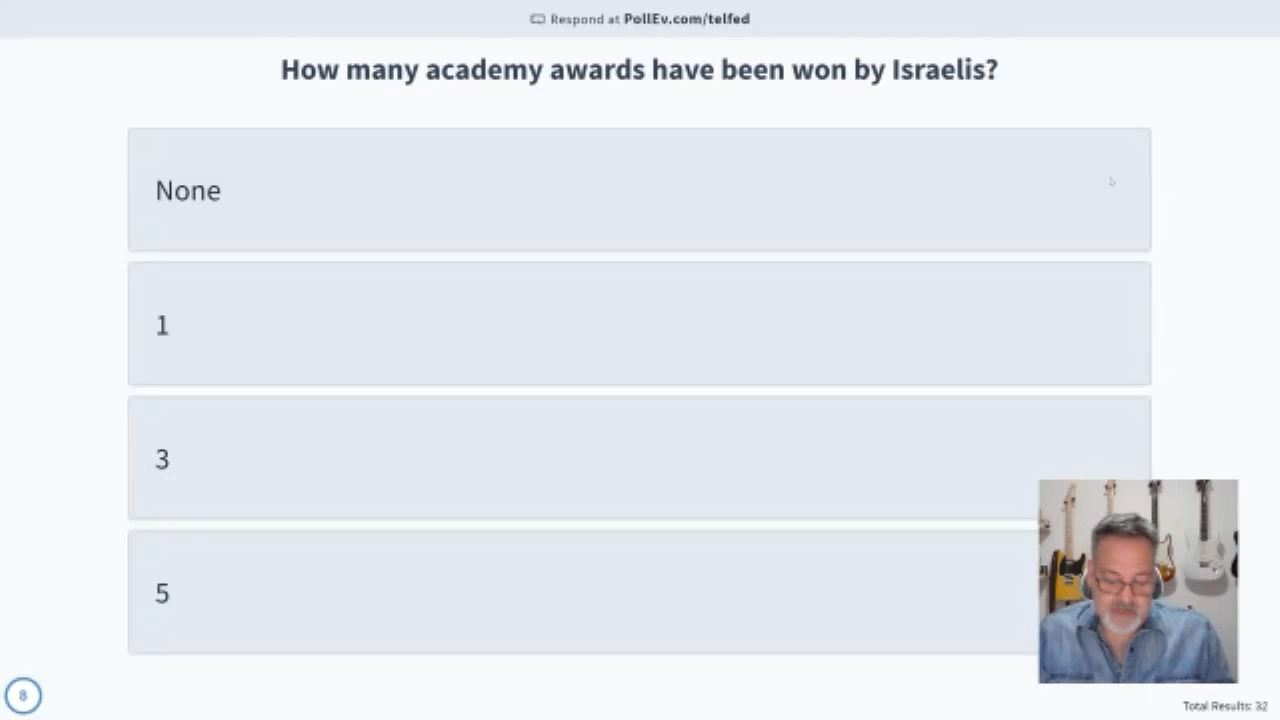 Respond at PollEv.com/telfed
How many academy awards have been won by Israelis?
None
1
3
5
8
Total Results: 32